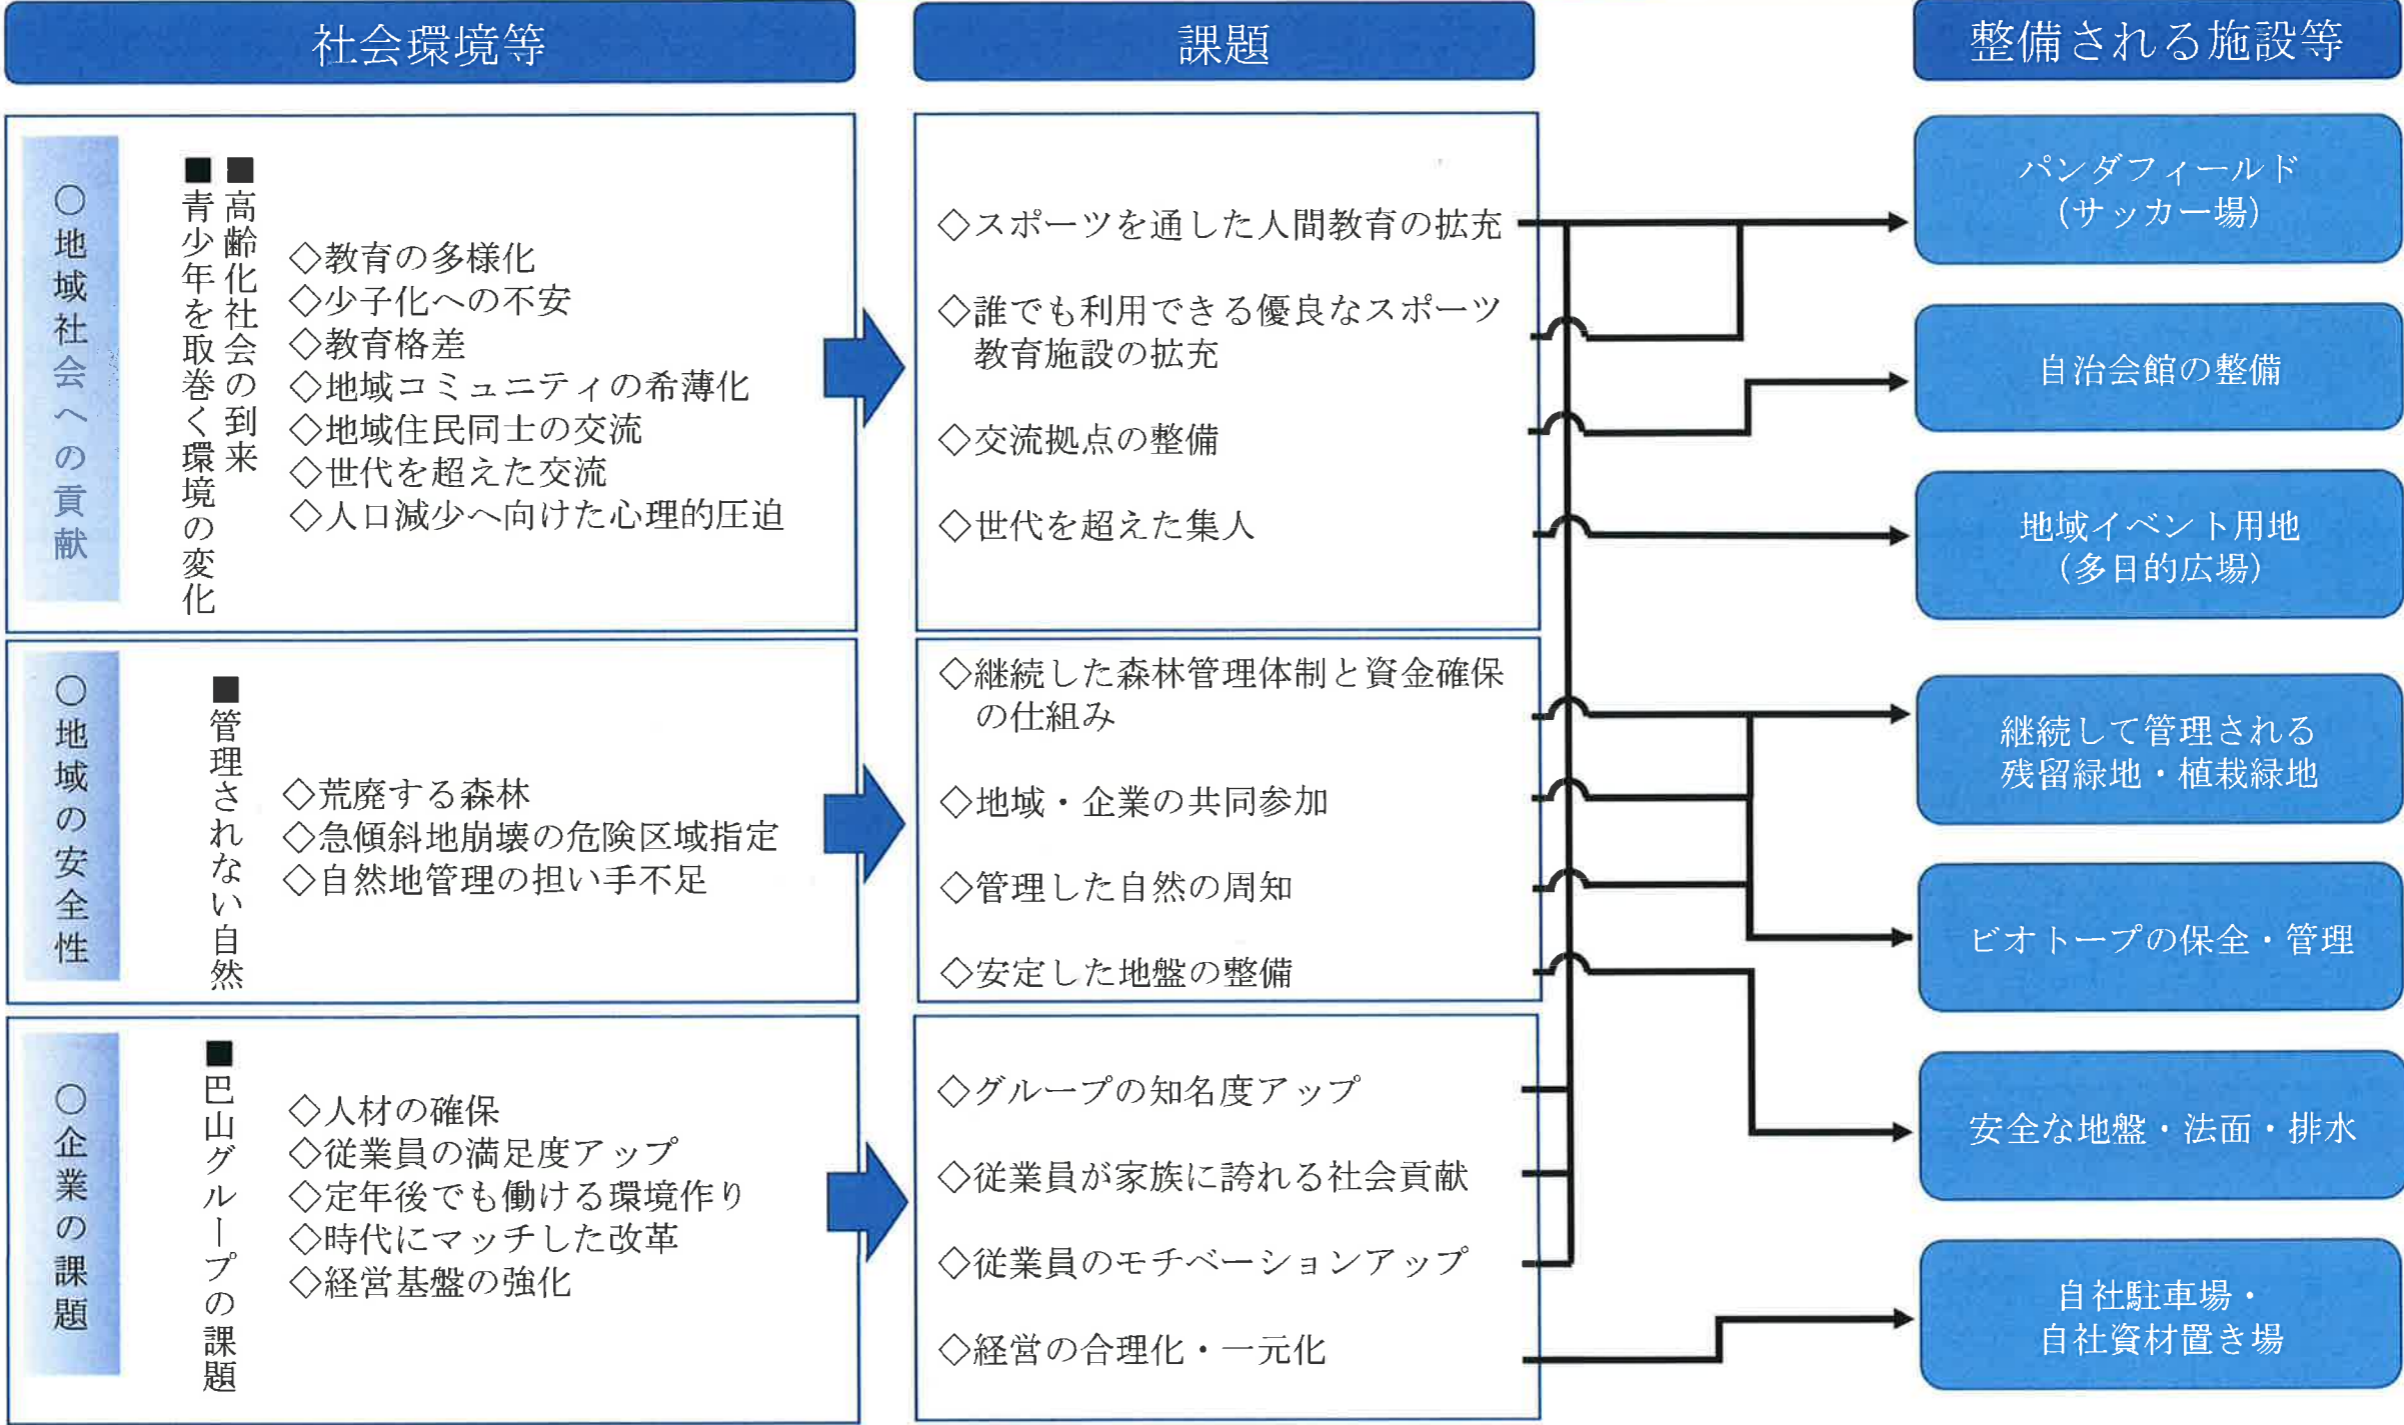 社会環境等
課題
整備される施設等
○地域社会への貢献
■高齢化社会の到来
■青少年を取巻く環境の変化
◇教育の多様化
◇少子化への不安
◇教育格差
◇地域コミュニティの希薄化
◇地域住民同士の交流
◇世代を超えた交流
◇人口減少へ向けた心理的圧迫
◇スポーツを通した人間教育の拡充
◇誰でも利用できる優良なスポーツ
教育施設の拡充
◇交流拠点の整備
◇世代を超えた集人
パンダフィールド
(サッカー場)
自治会館の整備
地域イベント用地
(多目的広場)
○地域の安全性
■管理されない自然
◇荒廃する森林
◇急傾斜地崩壊の危険区域指定
◇自然地管理の担い手不足
◇継続した森林管理体制と資金確保
の仕組み
◇地域・企業の共同参加
◇管理した自然の周知
◇安定した地盤の整備
継続して管理される
残留緑地・植栽緑地
ビオトープの保全・管理
安全な地盤・法面・排水
○企業の課題
■巴山グループの課題
◇人材の確保
◇従業員の満足度アップ
◇定年後でも働ける環境作り
◇時代にマッチした改革
◇経営基盤の強化
◇グループの知名度アップ
◇従業員が家族に誇れる社会貢献
◇従業員のモチベーションアップ
◇経営の合理化・一元化
自社駐車場・
自社資材置き場